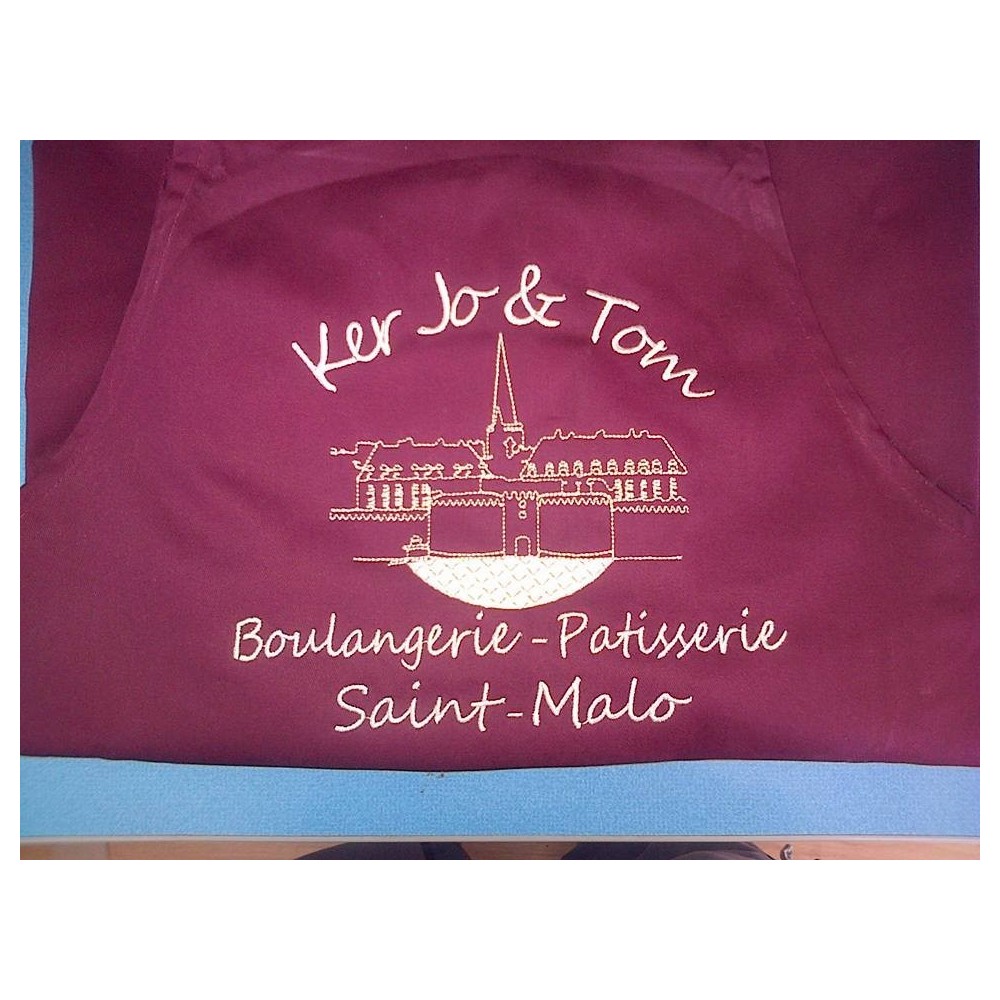 Ker Jo & Tom
Boulangerie - Patisserie
Saint-Malo